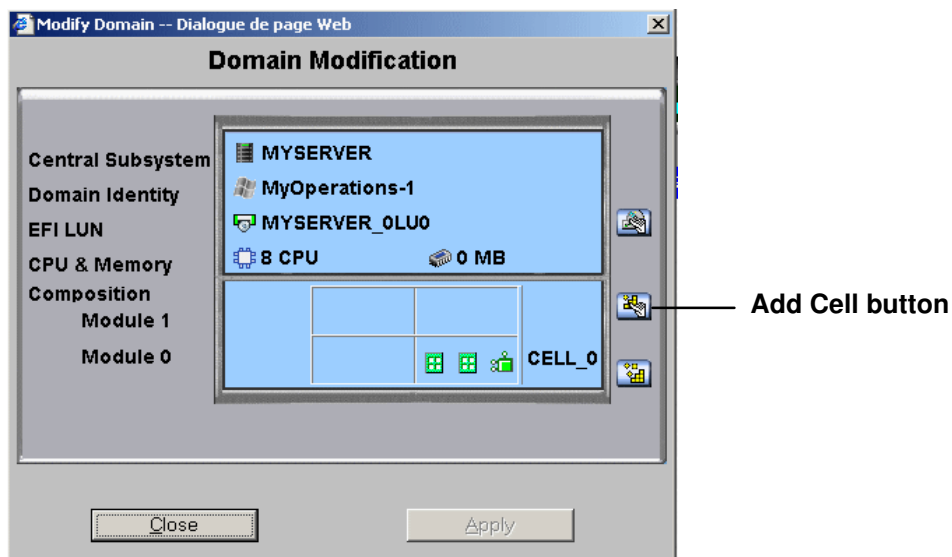 Modify Domain -- Dialogue de page Web
Domain Modification
Central Subsystem
MYSERVER
Domain Identity
MyOperations-1
EFI LUN
MYSERVER_0LU0
CPU & Memory
8 CPU
0 MB
Composition
Module 1
Add Cell button
Module 0
CELL_0
Close
Apply